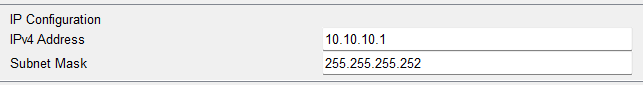 IP Configuration
IPv4 Address 10.10.10.1
Subnet Mask 255.255.255.252